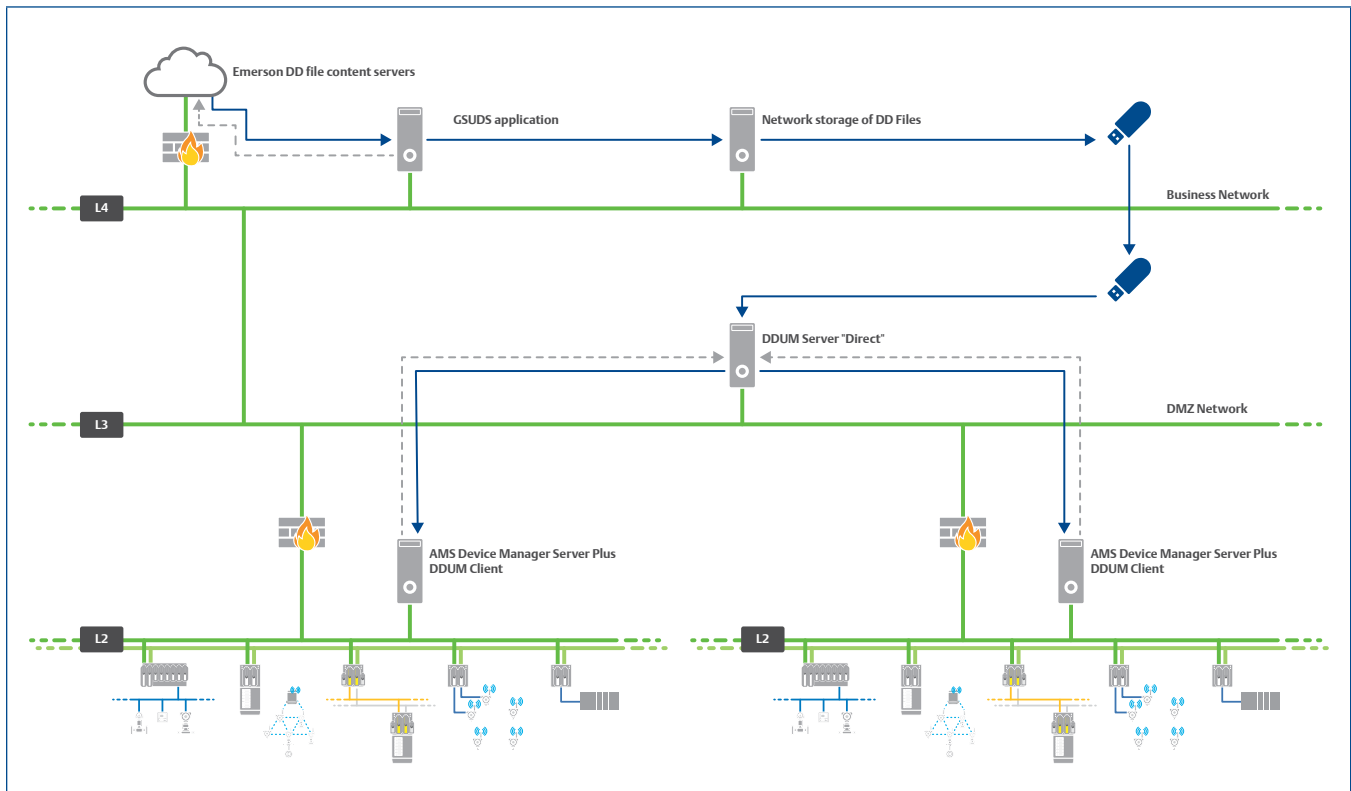 Emerson DD file content servers
GSUDS application
Network storage of DD Files
L4
Business Network
DDUM Server "Direct"
L3
DMZ Network
AMS Device Manager Server Plus
DDUM Client
AMS Device Manager Server Plus
DDUM Client
L2
L2